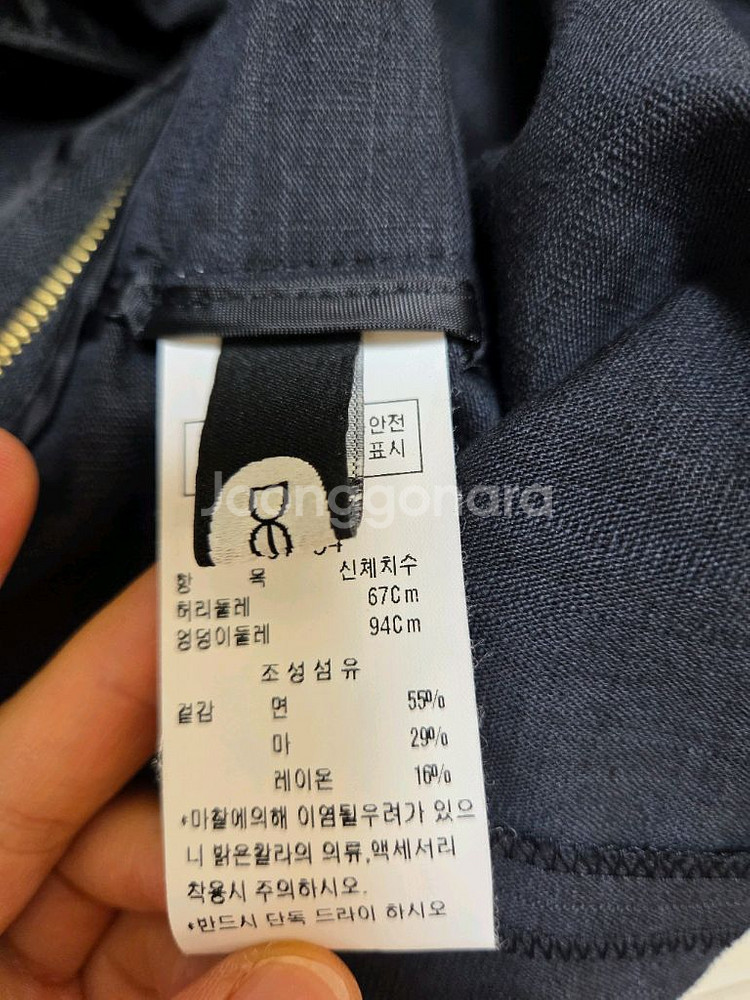 안전
표시
Joonggonara
항 목 신체치수
허리둘레 67Cm
엉덩이둘레 94Cm
조성섬유
겉감 면 55%
마 29%
레이온 16%
*마찰에의해 이염될우려가 있으
니 밝은칼라의 의류,액세서리
착용시 주의하시오.
*반드시 단독 드라이 하시오